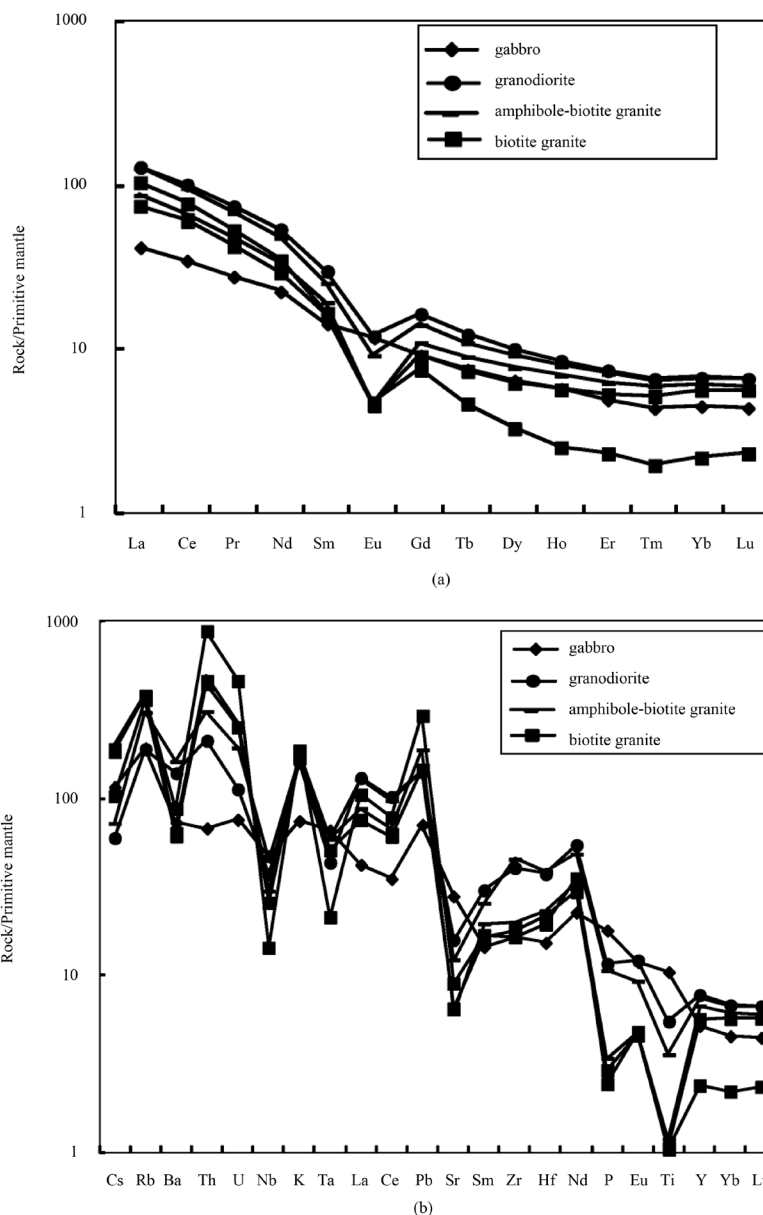 1000
gabbro
granodiorite
amphibole-biotite granite
biotite granite
100
Rock/Primitive mantle
10
1
La Ce Pr Nd Sm Eu Gd Tb Dy Ho Er Tm Yb Lu
(a)
1000
gabbro
granodiorite
amphibole-biotite granite
biotite granite
100
Rock/Primitive mantle
10
1
Cs Rb Ba Th U Nb K Ta La Ce Pb Sr Sm Zr Hf Nd P Eu Ti Y Yb
(b)